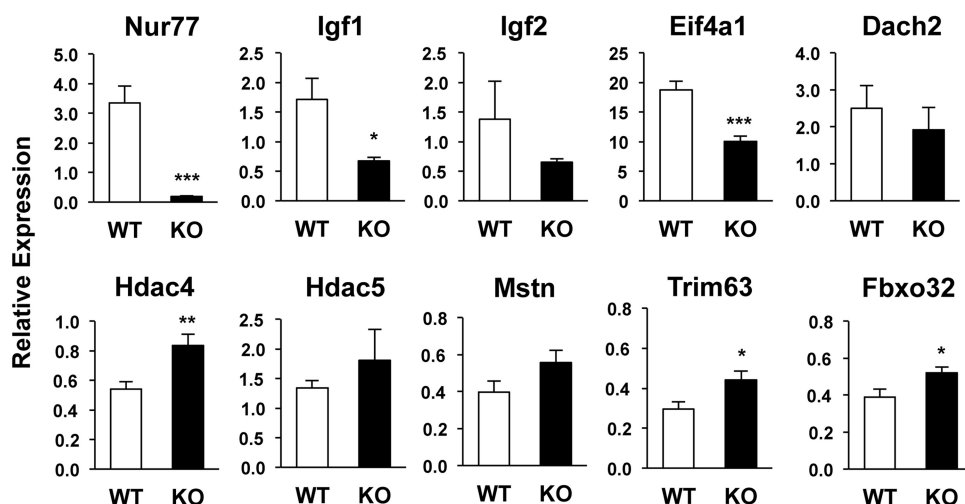 Nur77 Igf1 Igf2 Eif4a1 Dach2
5.0 2.5 2.5 25 4.0
4.0 2.0 2.0 20 3.0
3.0 1.5 1.5 15 2.0
2.0 1.0 1.0 10 1.0
1.0 0.5 0.5 5 0.0
0.0 0.0 0.0 0
*** * ***
WT KO WT KO WT KO WT KO WT KO
Relative Expression
Hdac4 Hdac5 Mstn Trim63 Fbxo32
1.0 2.5 0.8 0.8 0.8
0.8 2.0 0.6 0.6 0.6
0.6 1.5 0.4 0.4 0.4
0.4 1.0 0.2 0.2 0.2
0.2 0.5 0.0 0.0 0.0
0.0 0.0
** * *
WT KO WT KO WT KO WT KO WT KO